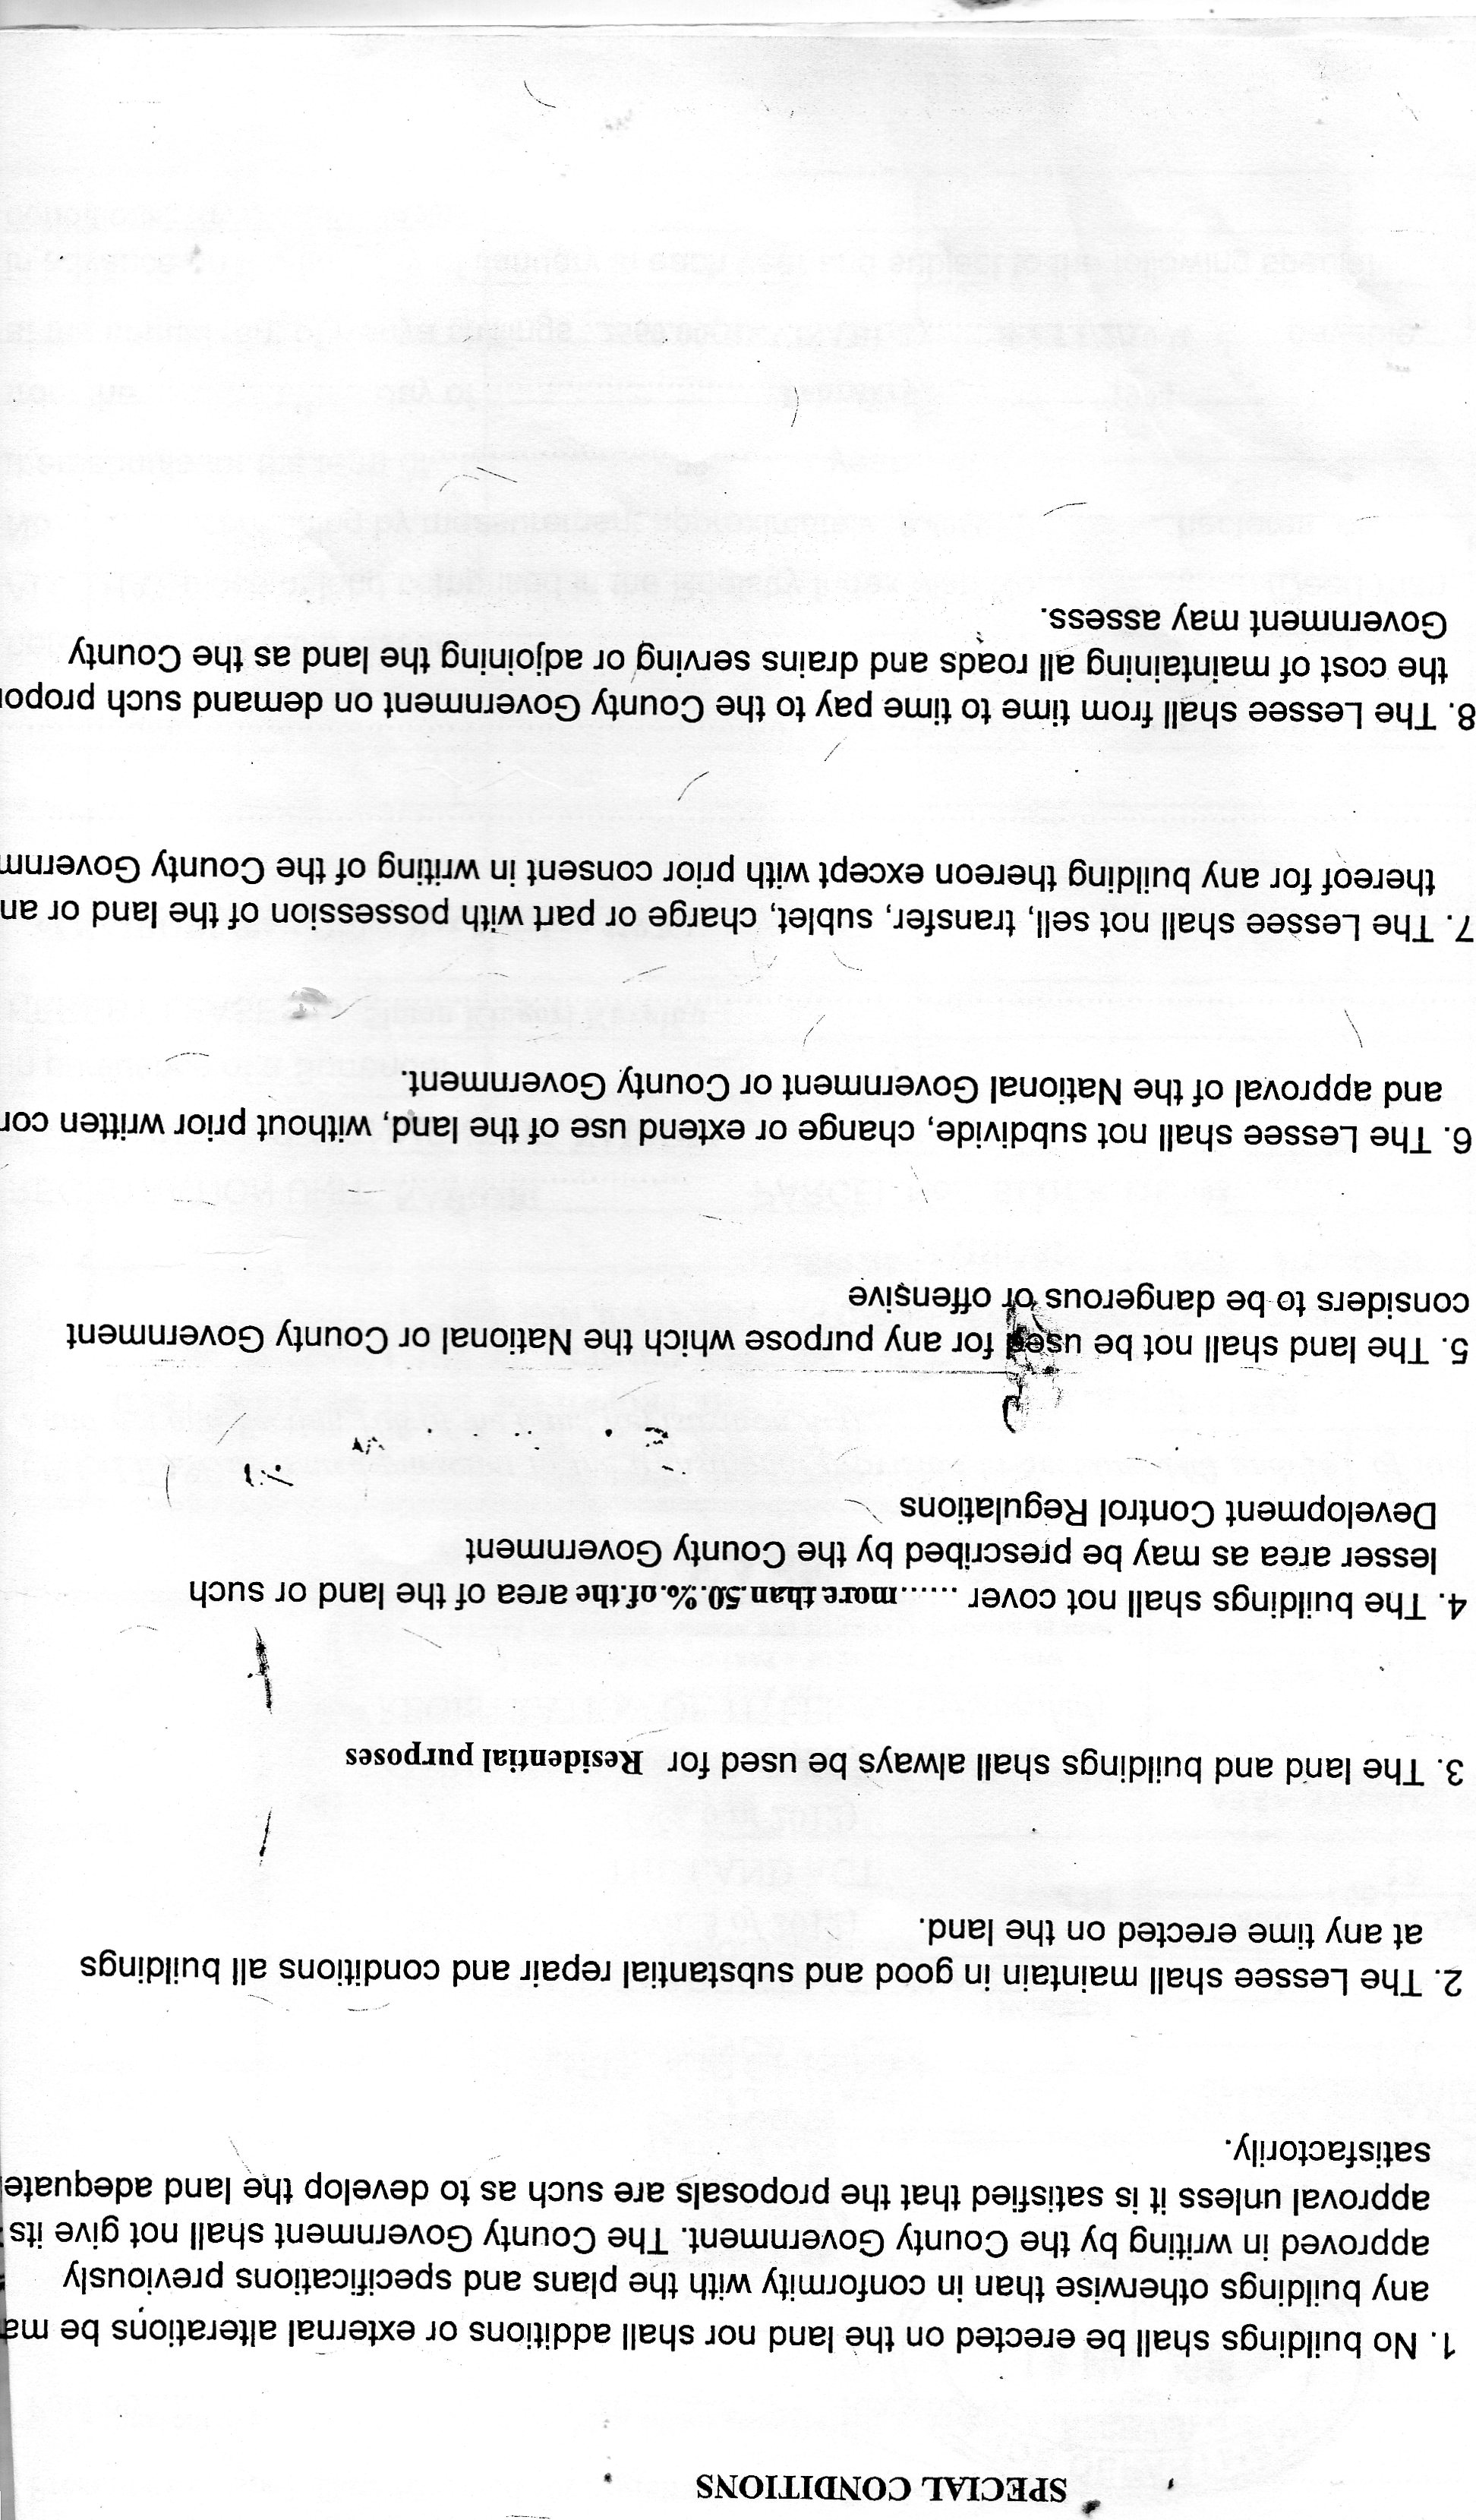 SPECIAL CONDITIONS
1. No buildings shall be erected on the land nor shall additions or external alterations be ma
any buildings otherwise than in conformity with the plans and specifications previously
approved in writing by the County Government. The County Government shall not give its
approval unless it is satisfied that the proposals are such as to develop the land adequate
satisfactorily.
2. The Lessee shall maintain in good and substantial repair and conditions all buildings
at any time erected on the land.
3. The land and buildings shall always be used for Residential purposes
4. The buildings shall not cover ......more than 50 % of the area of the land or such
lesser area as may be prescribed by the County Government
Development Control Regulations
5. The land shall not be used for any purpose which the National or County Government
considers to be dangerous or offensive
6. The Lessee shall not subdivide, change or extend use of the land, without prior written con
and approval of the National Government or County Government.
7. The Lessee shall not sell, transfer, sublet, charge or part with possession of the land or an
thereof for any building thereon except with prior consent in writing of the County Governm
8. The Lessee shall from time to time pay to the County Government on demand such propor
the cost of maintaining all roads and drains serving or adjoining the land as the County
Government may assess.